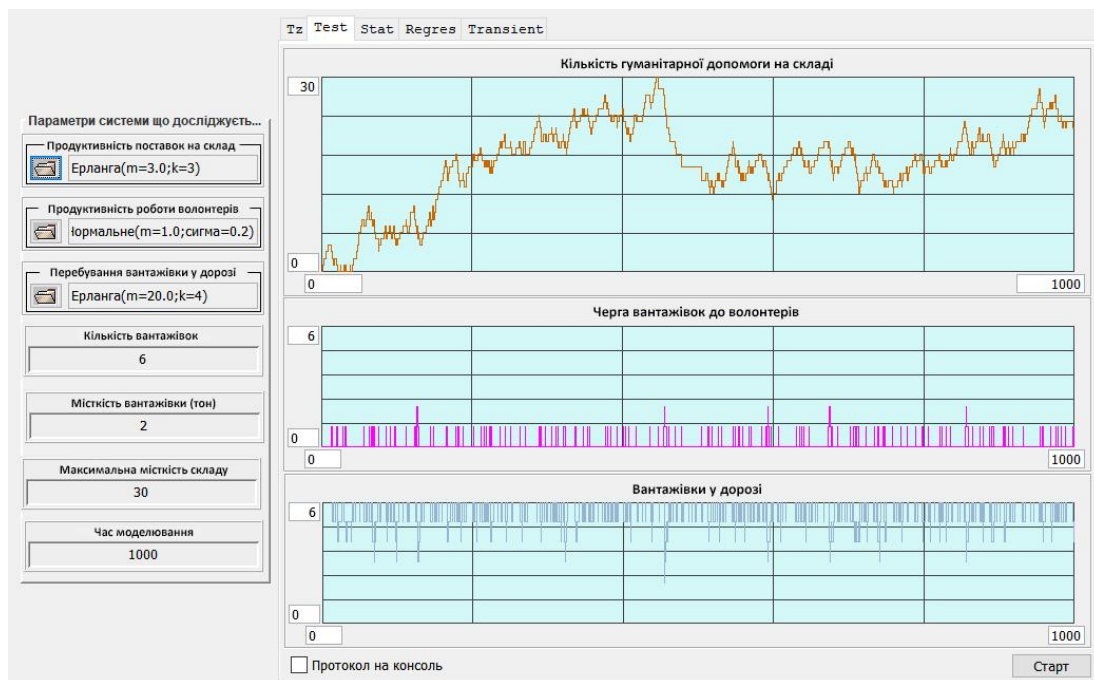 Tz Test Stat Regres Transient
Параметри системи що досліджуєть...
Продуктивність поставок на склад
Ерланга(m=3.0;k=3)
Продуктивність роботи волонтерів
Нормальне(m=1.0;сигма=0.2)
Перебування вантажівки у дорозі
Ерланга(m=20.0;k=4)
Кількість вантажівок
6
Місткість вантажівки (тон)
2
Максимальна місткість складу
30
Час моделювання
1000
Кількість гуманітарної допомоги на складі
30
0
0 1000
Черга вантажівок до волонтерів
6
0
0 1000
Вантажівки у дорозі
6
0
0 1000
Протокол на консоль
Старт